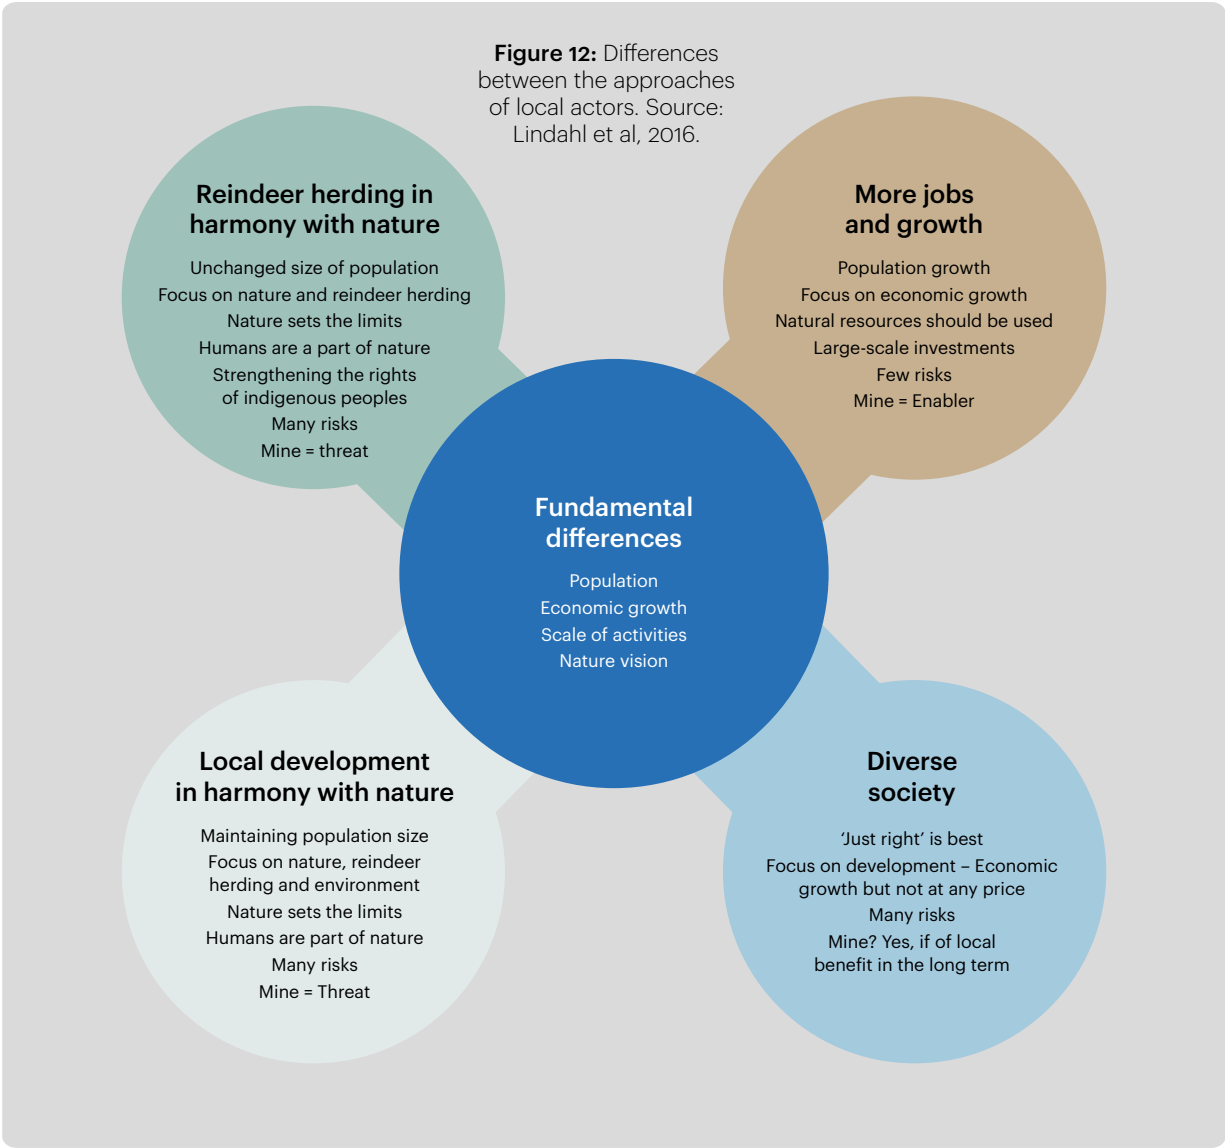 Figure 12: Differences
between the approaches
of local actors. Source:
Lindahl et al, 2016.
Reindeer herding in
harmony with nature
Unchanged size of population
Focus on nature and reindeer herding
Nature sets the limits
Humans are a part of nature
Strengthening the rights
of indigenous peoples
Many risks
Mine = threat
More jobs
and growth
Population growth
Focus on economic growth
Natural resources should be used
Large-scale investments
Few risks
Mine = Enabler
Fundamental
differences
Population
Economic growth
Scale of activities
Nature vision
Local development
in harmony with nature
Maintaining population size
Focus on nature, reindeer
herding and environment
Nature sets the limits
Humans are part of nature
Many risks
Mine = Threat
Diverse
society
‘Just right’ is best
Focus on development – Economic
growth but not at any price
Many risks
Mine? Yes, if of local
benefit in the long term